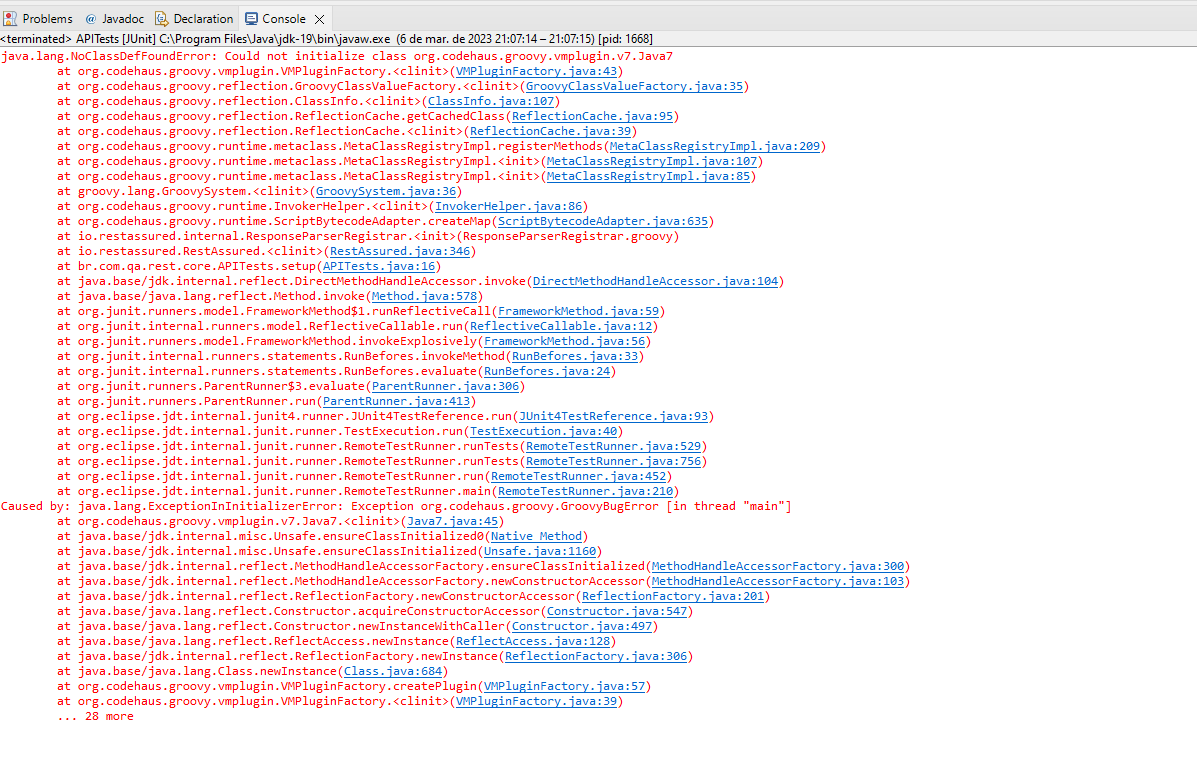 Problems @ Javadoc Declaration Console
<terminated> APITests [JUnit] C:\Program Files\Java\jdk-19\bin\javaw.exe (6 de mar. de 2023 21:07:14 – 21:07:15) [pid: 1668]
java.lang.NoClassDefFoundError: Could not initialize class org.codehaus.groovy.vmplugin.v7.Java7
at org.codehaus.groovy.vmplugin.VMPluginFactory.<clinit>(VMPluginFactory.java:43)
at org.codehaus.groovy.reflection.GroovyClassValueFactory.<clinit>(GroovyClassValueFactory.java:35)
at org.codehaus.groovy.reflection.ClassInfo.<clinit>(ClassInfo.java:107)
at org.codehaus.groovy.reflection.ReflectionCache.getCachedClass(ReflectionCache.java:95)
at org.codehaus.groovy.reflection.ReflectionCache.<clinit>(ReflectionCache.java:39)
at org.codehaus.groovy.runtime.metaclass.MetaClassRegistryImpl.registerMethods(MetaClassRegistryImpl.java:209)
at org.codehaus.groovy.runtime.metaclass.MetaClassRegistryImpl.<init>(MetaClassRegistryImpl.java:107)
at org.codehaus.groovy.runtime.metaclass.MetaClassRegistryImpl.<init>(MetaClassRegistryImpl.java:85)
at groovy.lang.GroovySystem.<clinit>(GroovySystem.java:36)
at org.codehaus.groovy.runtime.InvokerHelper.<clinit>(InvokerHelper.java:86)
at org.codehaus.groovy.runtime.ScriptBytecodeAdapter.createMap(ScriptBytecodeAdapter.java:635)
at io.restassured.internal.ResponseParserRegistrar.<init>(ResponseParserRegistrar.groovy)
at io.restassured.RestAssured.<clinit>(RestAssured.java:346)
at br.com.qa.rest.core.APITests.setup(APITests.java:16)
at java.base/jdk.internal.reflect.DirectMethodHandleAccessor.invoke(DirectMethodHandleAccessor.java:104)
at java.base/java.lang.reflect.Method.invoke(Method.java:578)
at org.junit.runners.model.FrameworkMethod$1.runReflectiveCall(FrameworkMethod.java:59)
at org.junit.internal.runners.model.ReflectiveCallable.run(ReflectiveCallable.java:12)
at org.junit.runners.model.FrameworkMethod.invokeExplosively(FrameworkMethod.java:56)
at org.junit.internal.runners.statements.RunBefores.invokeMethod(RunBefores.java:33)
at org.junit.internal.runners.statements.RunBefores.evaluate(RunBefores.java:24)
at org.junit.runners.ParentRunner$3.evaluate(ParentRunner.java:306)
at org.junit.runners.ParentRunner.run(ParentRunner.java:413)
at org.eclipse.jdt.internal.junit4.runner.JUnit4TestReference.run(JUnit4TestReference.java:93)
at org.eclipse.jdt.internal.junit.runner.TestExecution.run(TestExecution.java:40)
at org.eclipse.jdt.internal.junit.runner.RemoteTestRunner.runTests(RemoteTestRunner.java:529)
at org.eclipse.jdt.internal.junit.runner.RemoteTestRunner.runTests(RemoteTestRunner.java:756)
at org.eclipse.jdt.internal.junit.runner.RemoteTestRunner.run(RemoteTestRunner.java:452)
at org.eclipse.jdt.internal.junit.runner.RemoteTestRunner.main(RemoteTestRunner.java:210)
Caused by: java.lang.ExceptionInInitializerError: Exception org.codehaus.groovy.GroovyBugError [in thread "main"]
at org.codehaus.groovy.vmplugin.v7.Java7.<clinit>(Java7.java:45)
at java.base/jdk.internal.misc.Unsafe.ensureClassInitialized0(Native Method)
at java.base/jdk.internal.misc.Unsafe.ensureClassInitialized(Unsafe.java:1160)
at java.base/jdk.internal.reflect.MethodHandleAccessorFactory.ensureClassInitialized(MethodHandleAccessorFactory.java:300)
at java.base/jdk.internal.reflect.MethodHandleAccessorFactory.newConstructorAccessor(MethodHandleAccessorFactory.java:103)
at java.base/jdk.internal.reflect.ReflectionFactory.newConstructorAccessor(ReflectionFactory.java:201)
at java.base/java.lang.reflect.Constructor.acquireConstructorAccessor(Constructor.java:547)
at java.base/java.lang.reflect.Constructor.newInstanceWithCaller(Constructor.java:497)
at java.base/java.lang.reflect.ReflectAccess.newInstance(ReflectAccess.java:128)
at java.base/jdk.internal.reflect.ReflectionFactory.newInstance(ReflectionFactory.java:306)
at java.base/java.lang.Class.newInstance(Class.java:684)
at org.codehaus.groovy.vmplugin.VMPluginFactory.createPlugin(VMPluginFactory.java:57)
at org.codehaus.groovy.vmplugin.VMPluginFactory.<clinit>(VMPluginFactory.java:39)
... 28 more